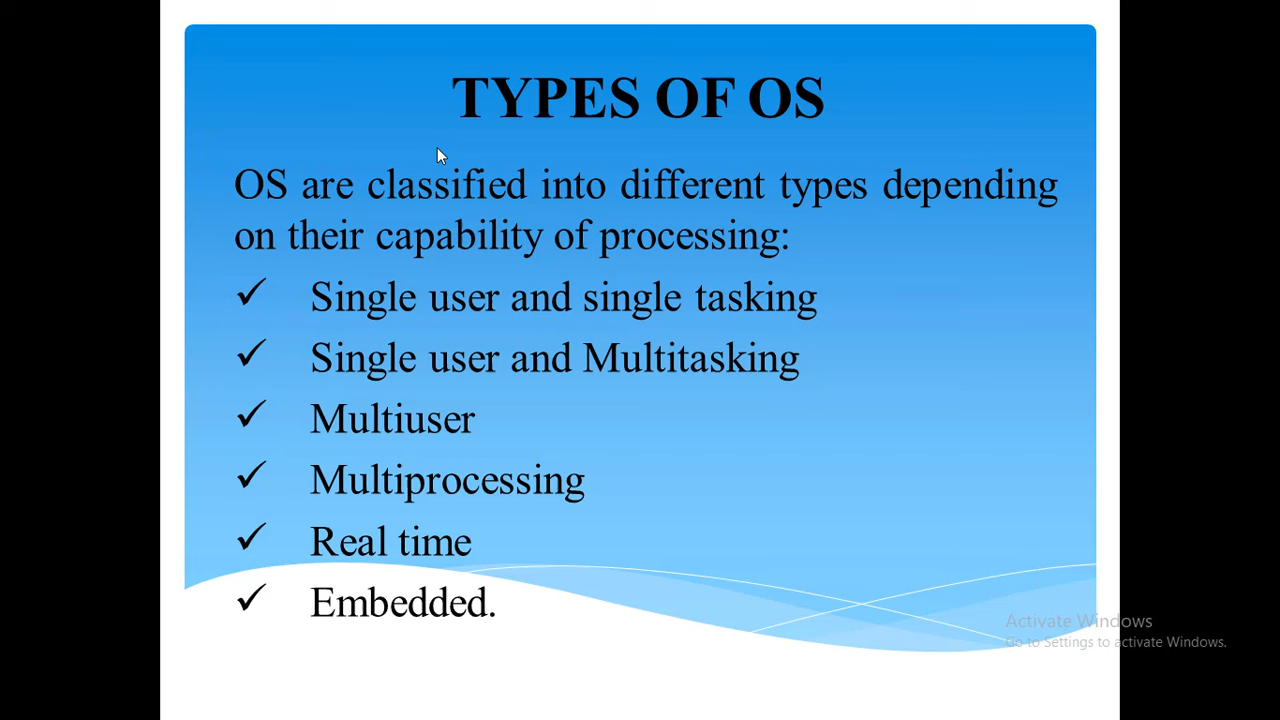 TYPES OF OS
OS are classified into different types depending
on their capability of processing:
✓ Single user and single tasking
✓ Single user and Multitasking
✓ Multiuser
✓ Multiprocessing
✓ Real time
✓ Embedded.
Activate Windows
Go to Settings to activate Windows.